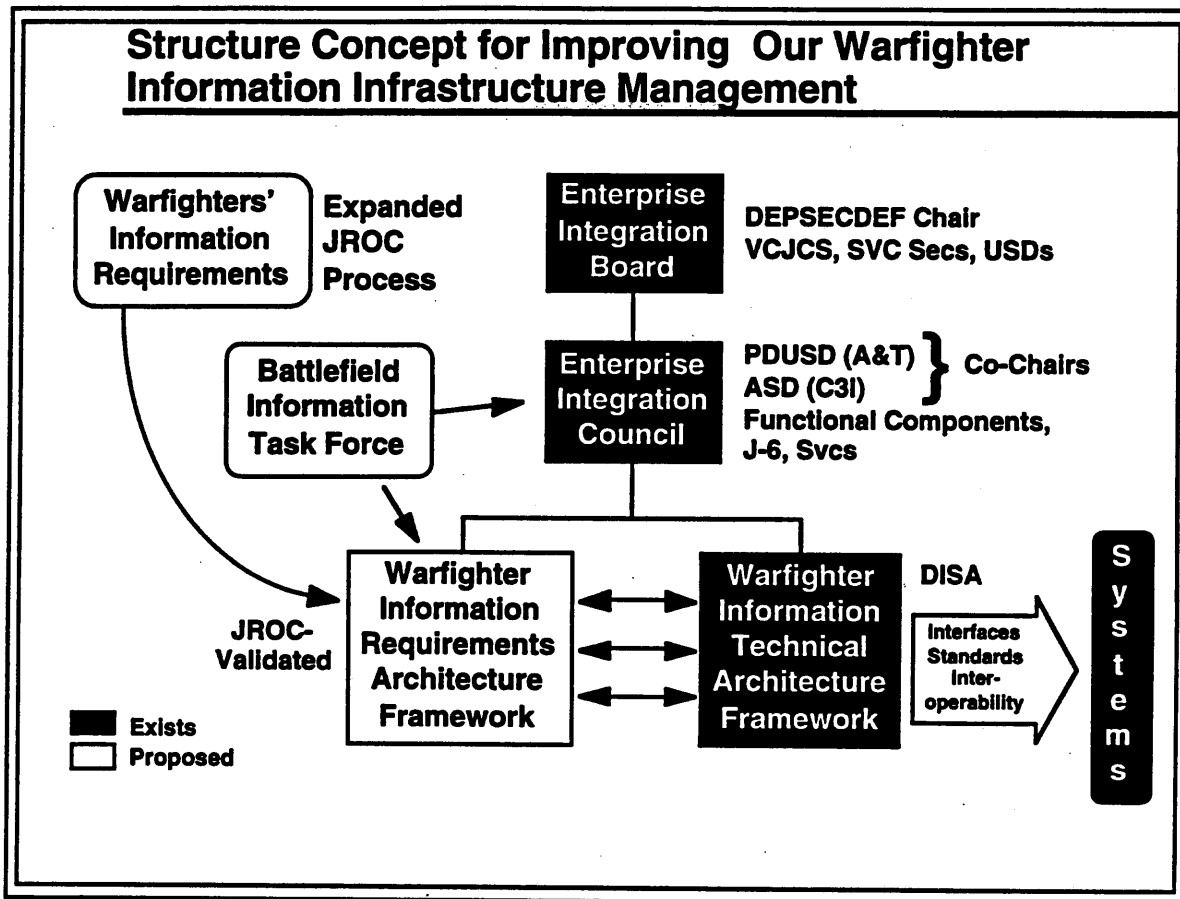 Structure Concept for Improving Our Warfighter
Information Infrastructure Management
Warfighters'
Information
Requirements
Expanded
JROC
Process
Enterprise
Integration
Board
DEPSECDEF Chair
VCJCS, SVC Secs, USDs
Battlefield
Information
Task Force
Enterprise
Integration
Council
PDUSD (A&T)
ASD (C3I)
} Co-Chairs
Functional Components,
J-6, Svcs
JROC-
Validated
Warfighter
Information
Requirements
Architecture
Framework
Warfighter
Information
Technical
Architecture
Framework
DISA
Interfaces
Standards
Inter-
operability
Systems
Exists
Proposed